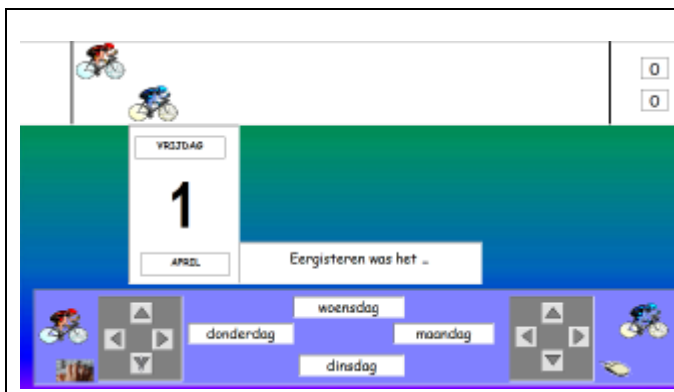 0
0
VRIJDAG
1
APRIL
Eergisteren was het ...
woensdag
donderdag
maandag
dinsdag